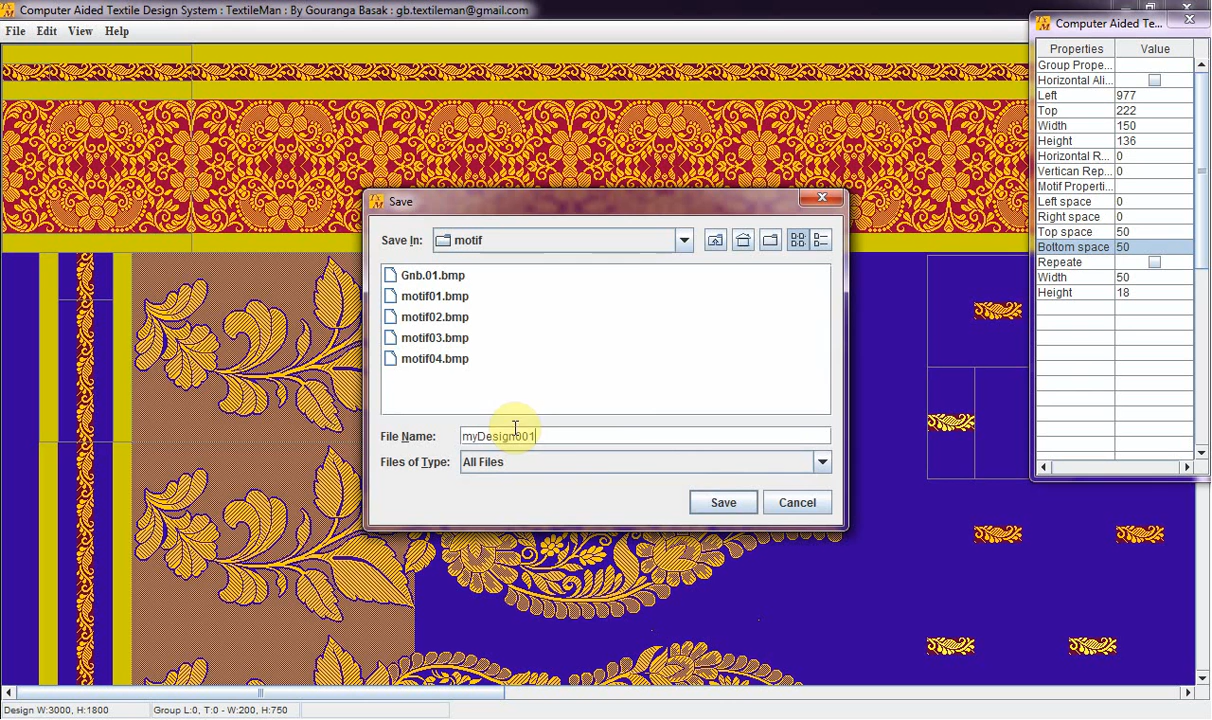 Computer Aided Textile Design System : TextileMan : By Gouranga Basak : gb.textileman@gmail.com
File Edit View Help
Computer Aided Te...
Properties Value
Group Prope...
Horizontal Ali...
Left 977
Top 222
Width 150
Height 136
Horizontal R... 0
Vertican Rep... 0
Motif Properti...
Left space 0
Right space 0
Top space 50
Bottom space 50
Repeate
Width 50
Height 18
Save
Save In: motif
Gnb.01.bmp
motif01.bmp
motif02.bmp
motif03.bmp
motif04.bmp
File Name: myDesign001
Files of Type: All Files
Save Cancel
Design W:3000, H:1800 Group L:0, T:0 - W:200, H:750